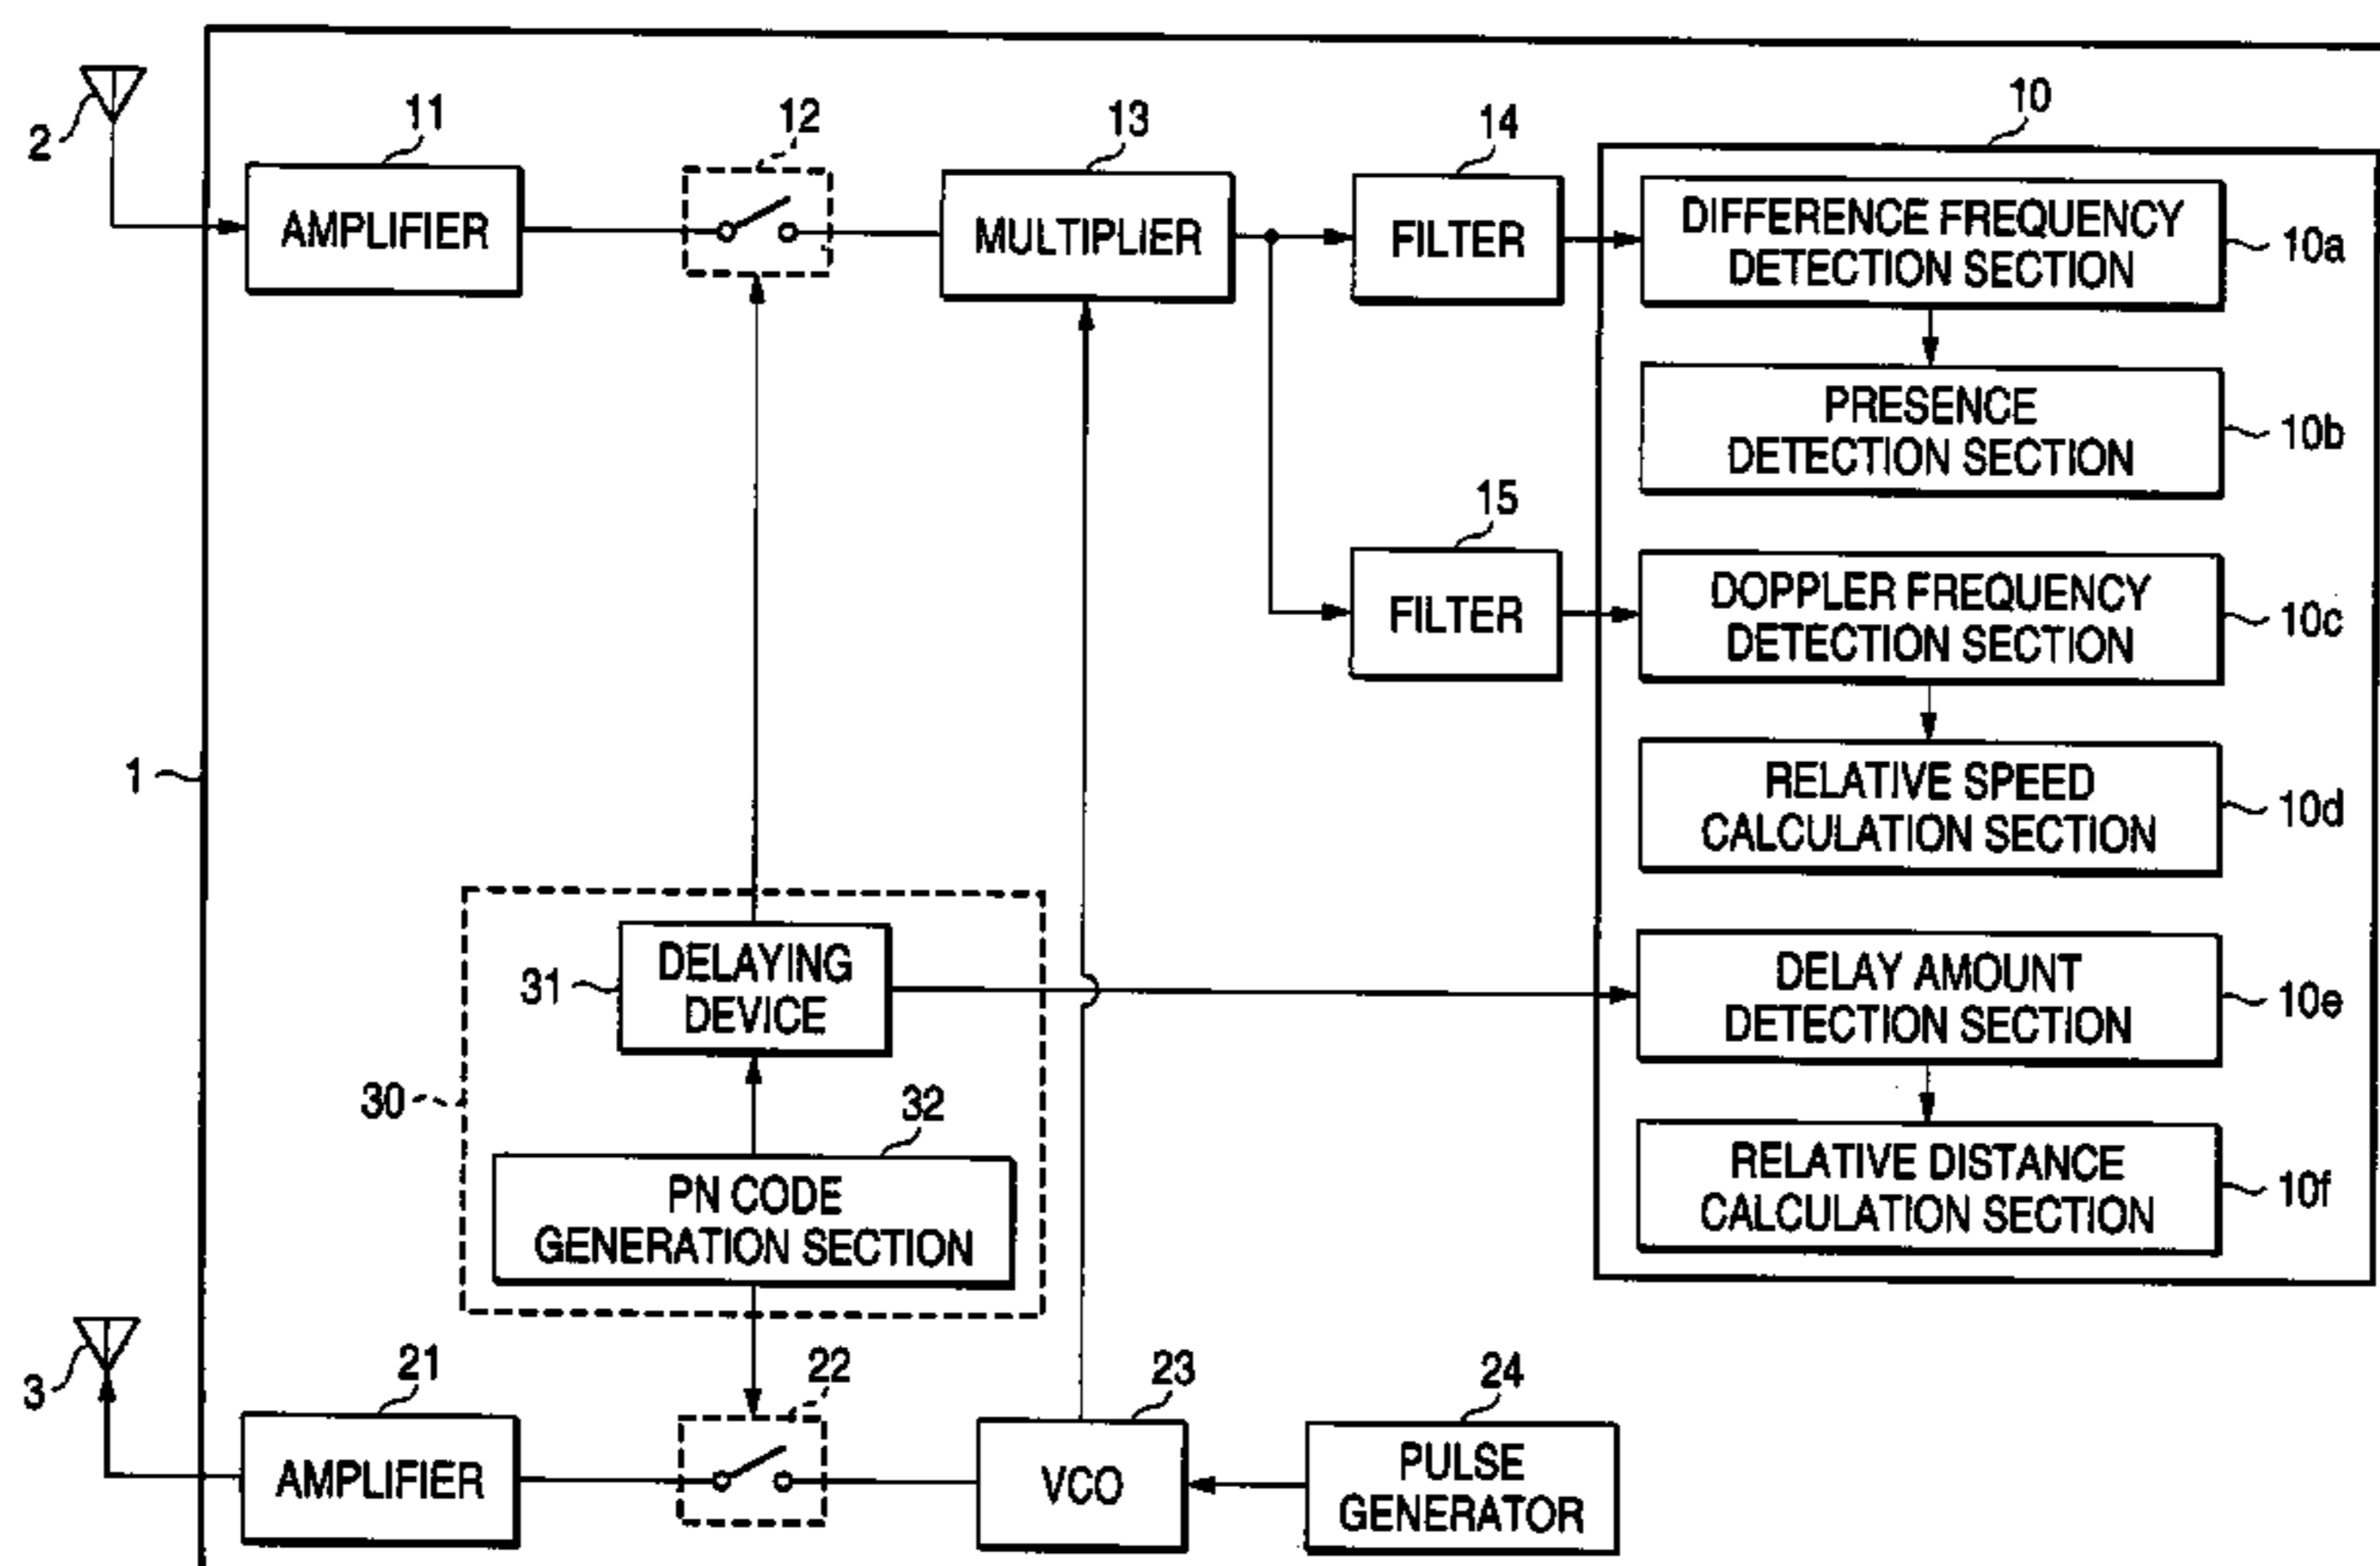 10
11
12
13
14
2
AMPLIFIER
MULTIPLIER
FILTER
DIFFERENCE FREQUENCY
DETECTION SECTION
10a
PRESENCE
DETECTION SECTION
10b
15
FILTER
DOPPLER FREQUENCY
DETECTION SECTION
10c
1
RELATIVE SPEED
CALCULATION SECTION
10d
31
DELAYING
DEVICE
DELAY AMOUNT
DETECTION SECTION
10e
30
32
PN CODE
GENERATION SECTION
RELATIVE DISTANCE
CALCULATION SECTION
10f
3
21
22
23
24
AMPLIFIER
VCO
PULSE
GENERATOR